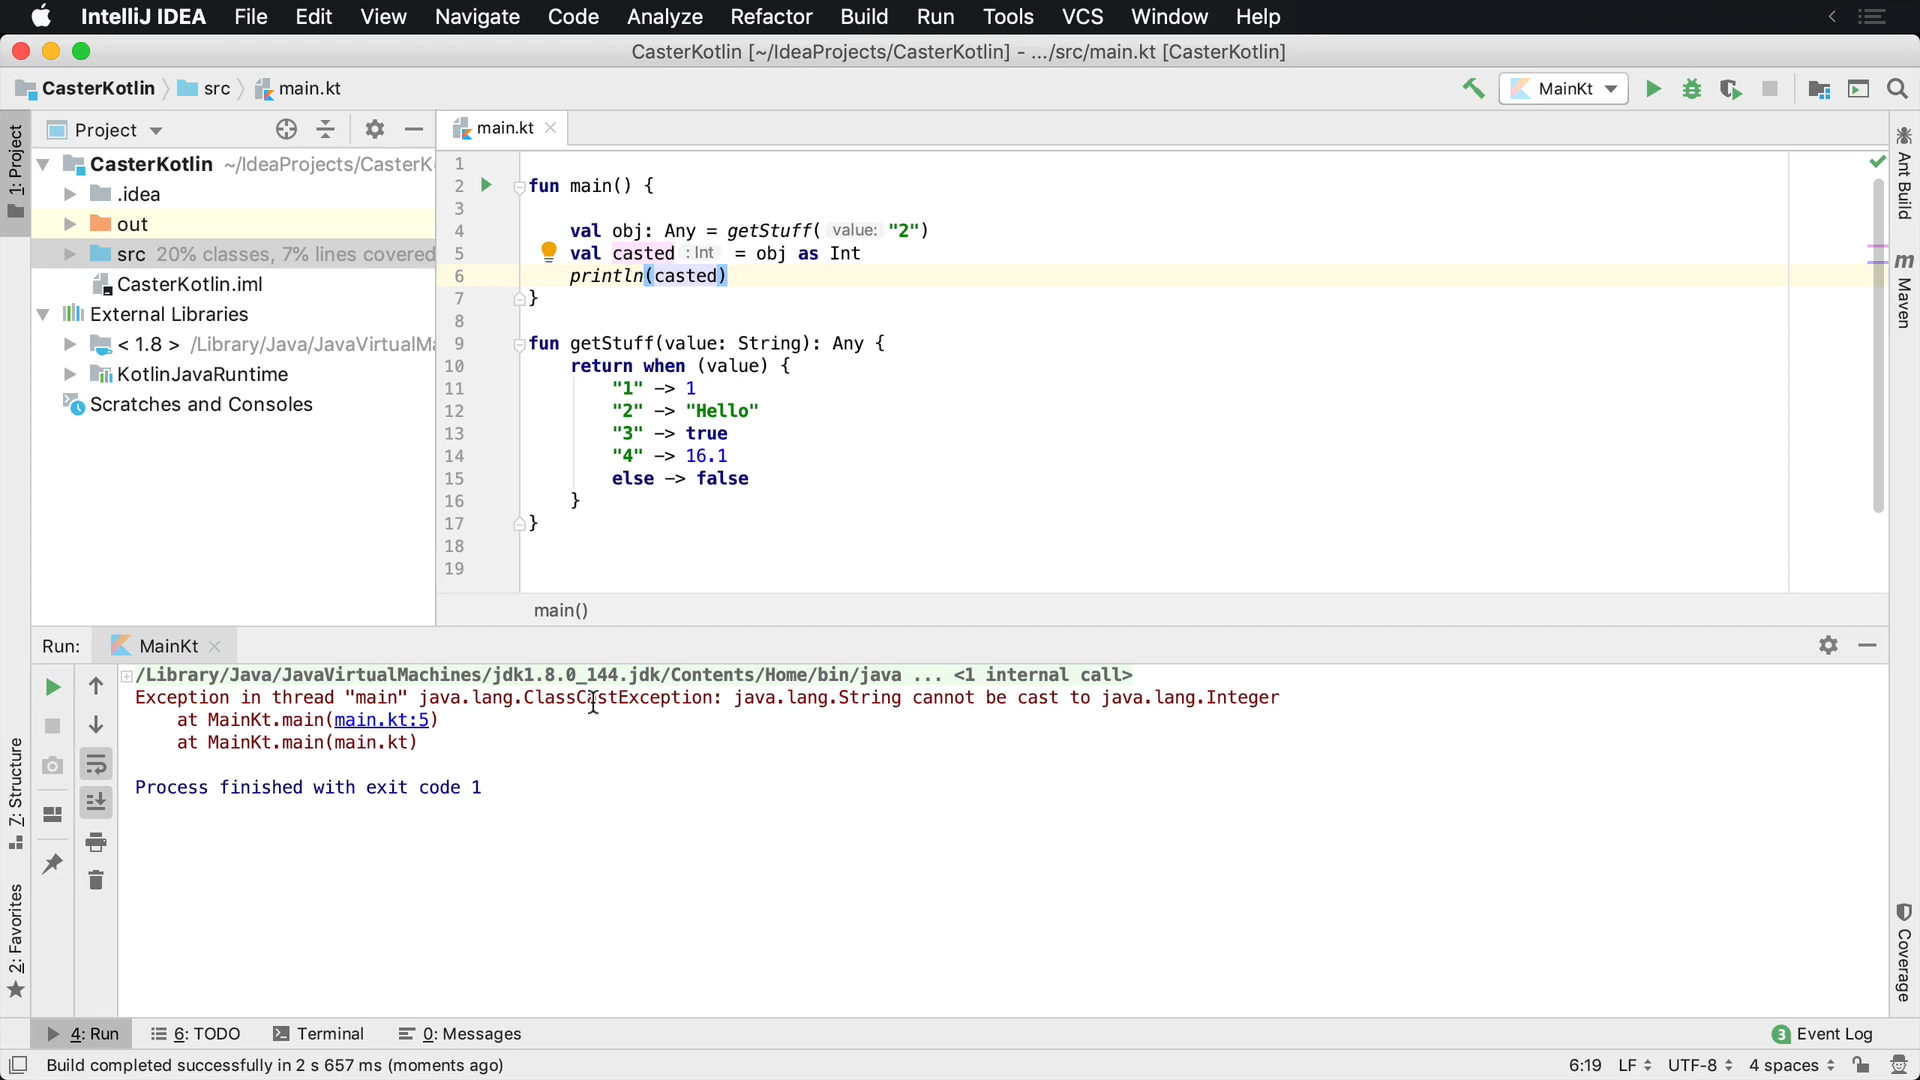 IntelliJ IDEA File Edit View Navigate Code Analyze Refactor Build Run Tools VCS Window Help
CasterKotlin [~/IdeaProjects/CasterKotlin] - .../src/main.kt [CasterKotlin]
CasterKotlin src main.kt MainKt
Project main.kt
1: Project
CasterKotlin ~/IdeaProjects/CasterK
.idea
out
src 20% classes, 7% lines covered
CasterKotlin.iml
External Libraries
< 1.8 > /Library/Java/JavaVirtualMa
KotlinJavaRuntime
Scratches and Consoles
1
2 fun main() {
3
4 val obj: Any = getStuff( value: "2")
5 val casted : Int = obj as Int
6 println(casted)
7 }
8
9 fun getStuff(value: String): Any {
10 return when (value) {
11 "1" -> 1
12 "2" -> "Hello"
13 "3" -> true
14 "4" -> 16.1
15 else -> false
16 }
17 }
18
19
main()
Ant Build
m Maven
Run: MainKt
/Library/Java/JavaVirtualMachines/jdk1.8.0_144.jdk/Contents/Home/bin/java ... <1 internal call>
Exception in thread "main" java.lang.ClassCastException: java.lang.String cannot be cast to java.lang.Integer
at MainKt.main(main.kt:5)
at MainKt.main(main.kt)
Process finished with exit code 1
Z: Structure
2: Favorites
Coverage
4: Run 6: TODO Terminal 0: Messages 3 Event Log
Build completed successfully in 2 s 657 ms (moments ago) 6:19 LF UTF-8 4 spaces